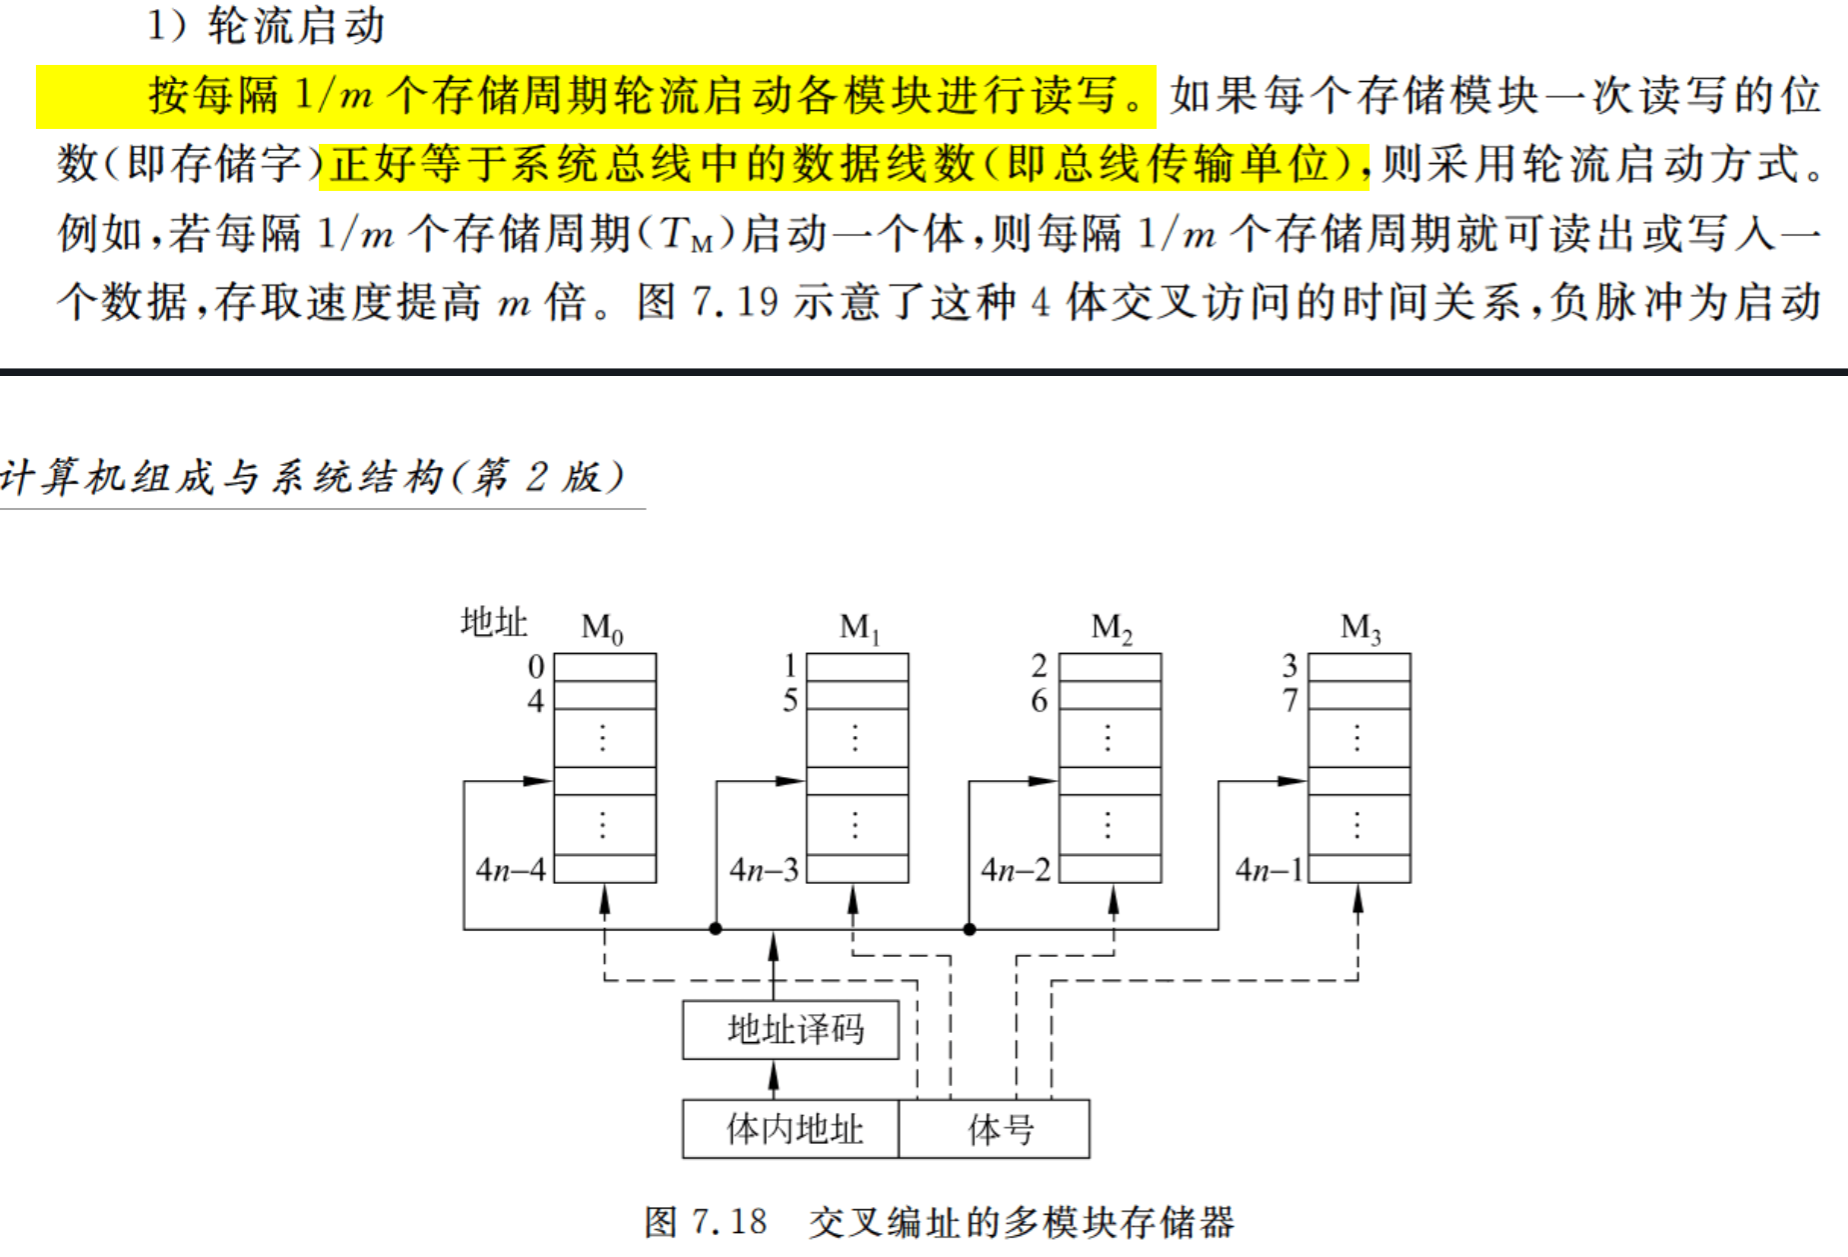 1) 轮流启动
按每隔 1/m 个存储周期轮流启动各模块进行读写。如果每个存储模块一次读写的位
数(即存储字)正好等于系统总线中的数据线数(即总线传输单位),则采用轮流启动方式。
例如,若每隔 1/m 个存储周期(TM)启动一个体,则每隔 1/m 个存储周期就可读出或写入一
个数据,存取速度提高 m 倍。图 7.19 示意了这种 4 体交叉访问的时间关系,负脉冲为启动
计算机组成与系统结构(第 2 版)
地址 M0 M1 M2 M3
0 1 2 3
4 5 6 7
4n–4 4n–3 4n–2 4n–1
地址译码
体内地址 体号
图 7.18 交叉编址的多模块存储器